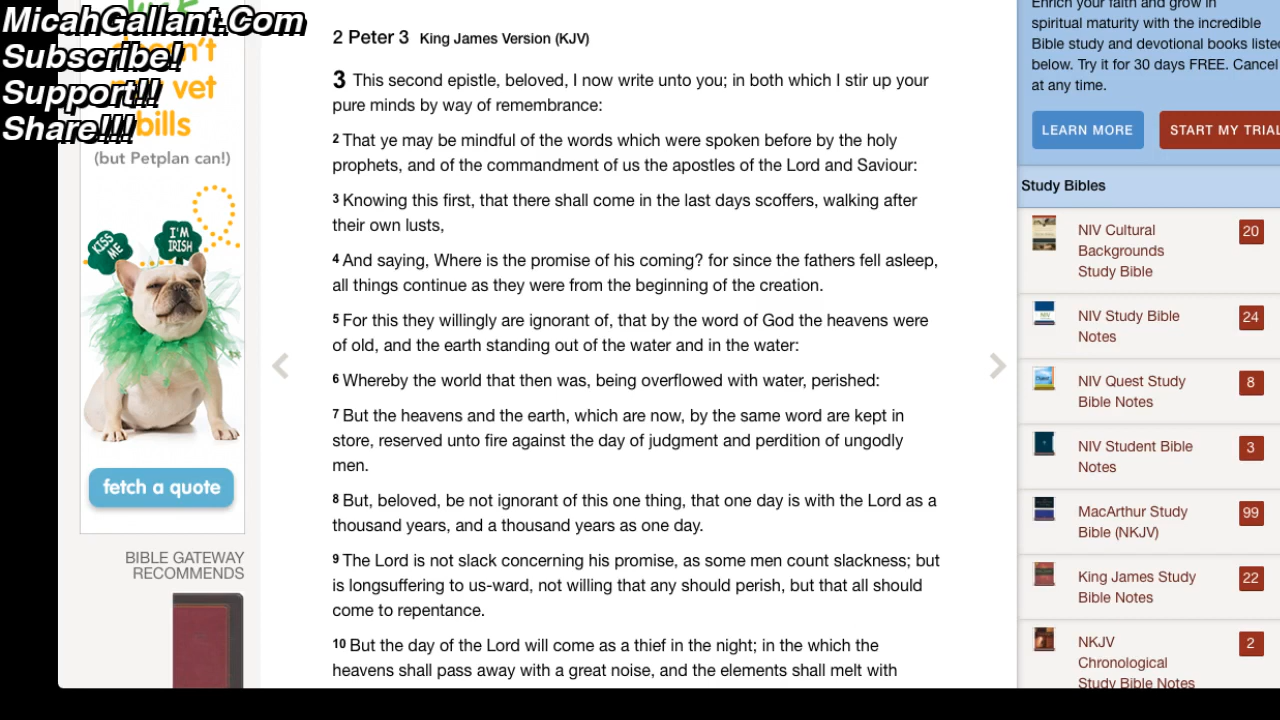 MicahGallant.Com
Subscribe!
Support!!
Share!!!
vet
bills
(but Petplan can!)
KISS ME
I'M IRISH
fetch a quote
BIBLE GATEWAY
RECOMMENDS
2 Peter 3 King James Version (KJV)
3 This second epistle, beloved, I now write unto you; in both which I stir up your
pure minds by way of remembrance:
2 That ye may be mindful of the words which were spoken before by the holy
prophets, and of the commandment of us the apostles of the Lord and Saviour:
3 Knowing this first, that there shall come in the last days scoffers, walking after
their own lusts,
4 And saying, Where is the promise of his coming? for since the fathers fell asleep,
all things continue as they were from the beginning of the creation.
5 For this they willingly are ignorant of, that by the word of God the heavens were
of old, and the earth standing out of the water and in the water:
6 Whereby the world that then was, being overflowed with water, perished:
7 But the heavens and the earth, which are now, by the same word are kept in
store, reserved unto fire against the day of judgment and perdition of ungodly
men.
8 But, beloved, be not ignorant of this one thing, that one day is with the Lord as a
thousand years, and a thousand years as one day.
9 The Lord is not slack concerning his promise, as some men count slackness; but
is longsuffering to us-ward, not willing that any should perish, but that all should
come to repentance.
10 But the day of the Lord will come as a thief in the night; in the which the
heavens shall pass away with a great noise, and the elements shall melt with
Enrich your faith and grow in
spiritual maturity with the incredible
Bible study and devotional books listed
below. Try it for 30 days FREE. Cancel
at any time.
LEARN MORE
START MY TRIAL
Study Bibles
NIV Cultural 20
Backgrounds
Study Bible
NIV Study Bible 24
Notes
NIV Quest Study 8
Bible Notes
NIV Student Bible 3
Notes
MacArthur Study 99
Bible (NKJV)
King James Study 22
Bible Notes
NKJV 2
Chronological
Study Bible Notes